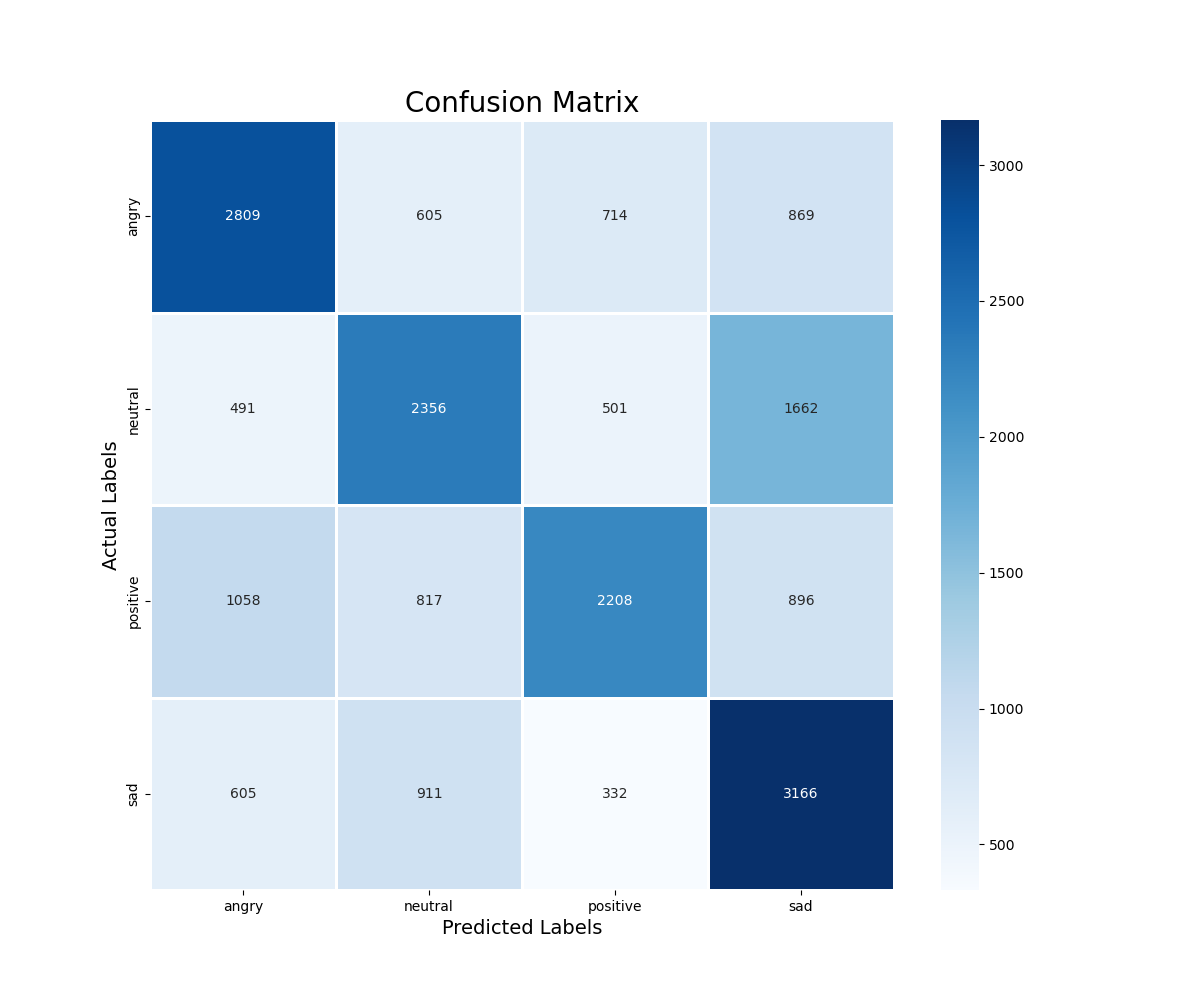 Confusion Matrix
Actual Labels
angry
2809 605 714 869
neutral
491 2356 501 1662
positive
1058 817 2208 896
sad
605 911 332 3166
angry neutral positive sad
Predicted Labels
3000
2500
2000
1500
1000
500